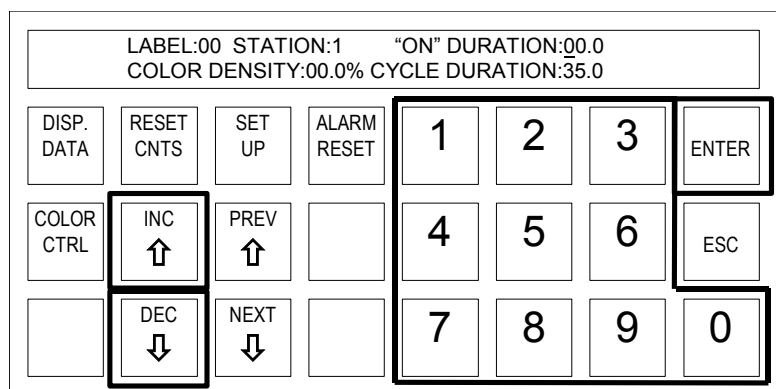 LABEL:00 STATION:1 “ON” DURATION:00.0
COLOR DENSITY:00.0% CYCLE DURATION:35.0
DISP. DATA
RESET CNTS
SET UP
ALARM RESET
1
2
3
ENTER
COLOR CTRL
INC
PREV
4
5
6
ESC
DEC
NEXT
7
8
9
0